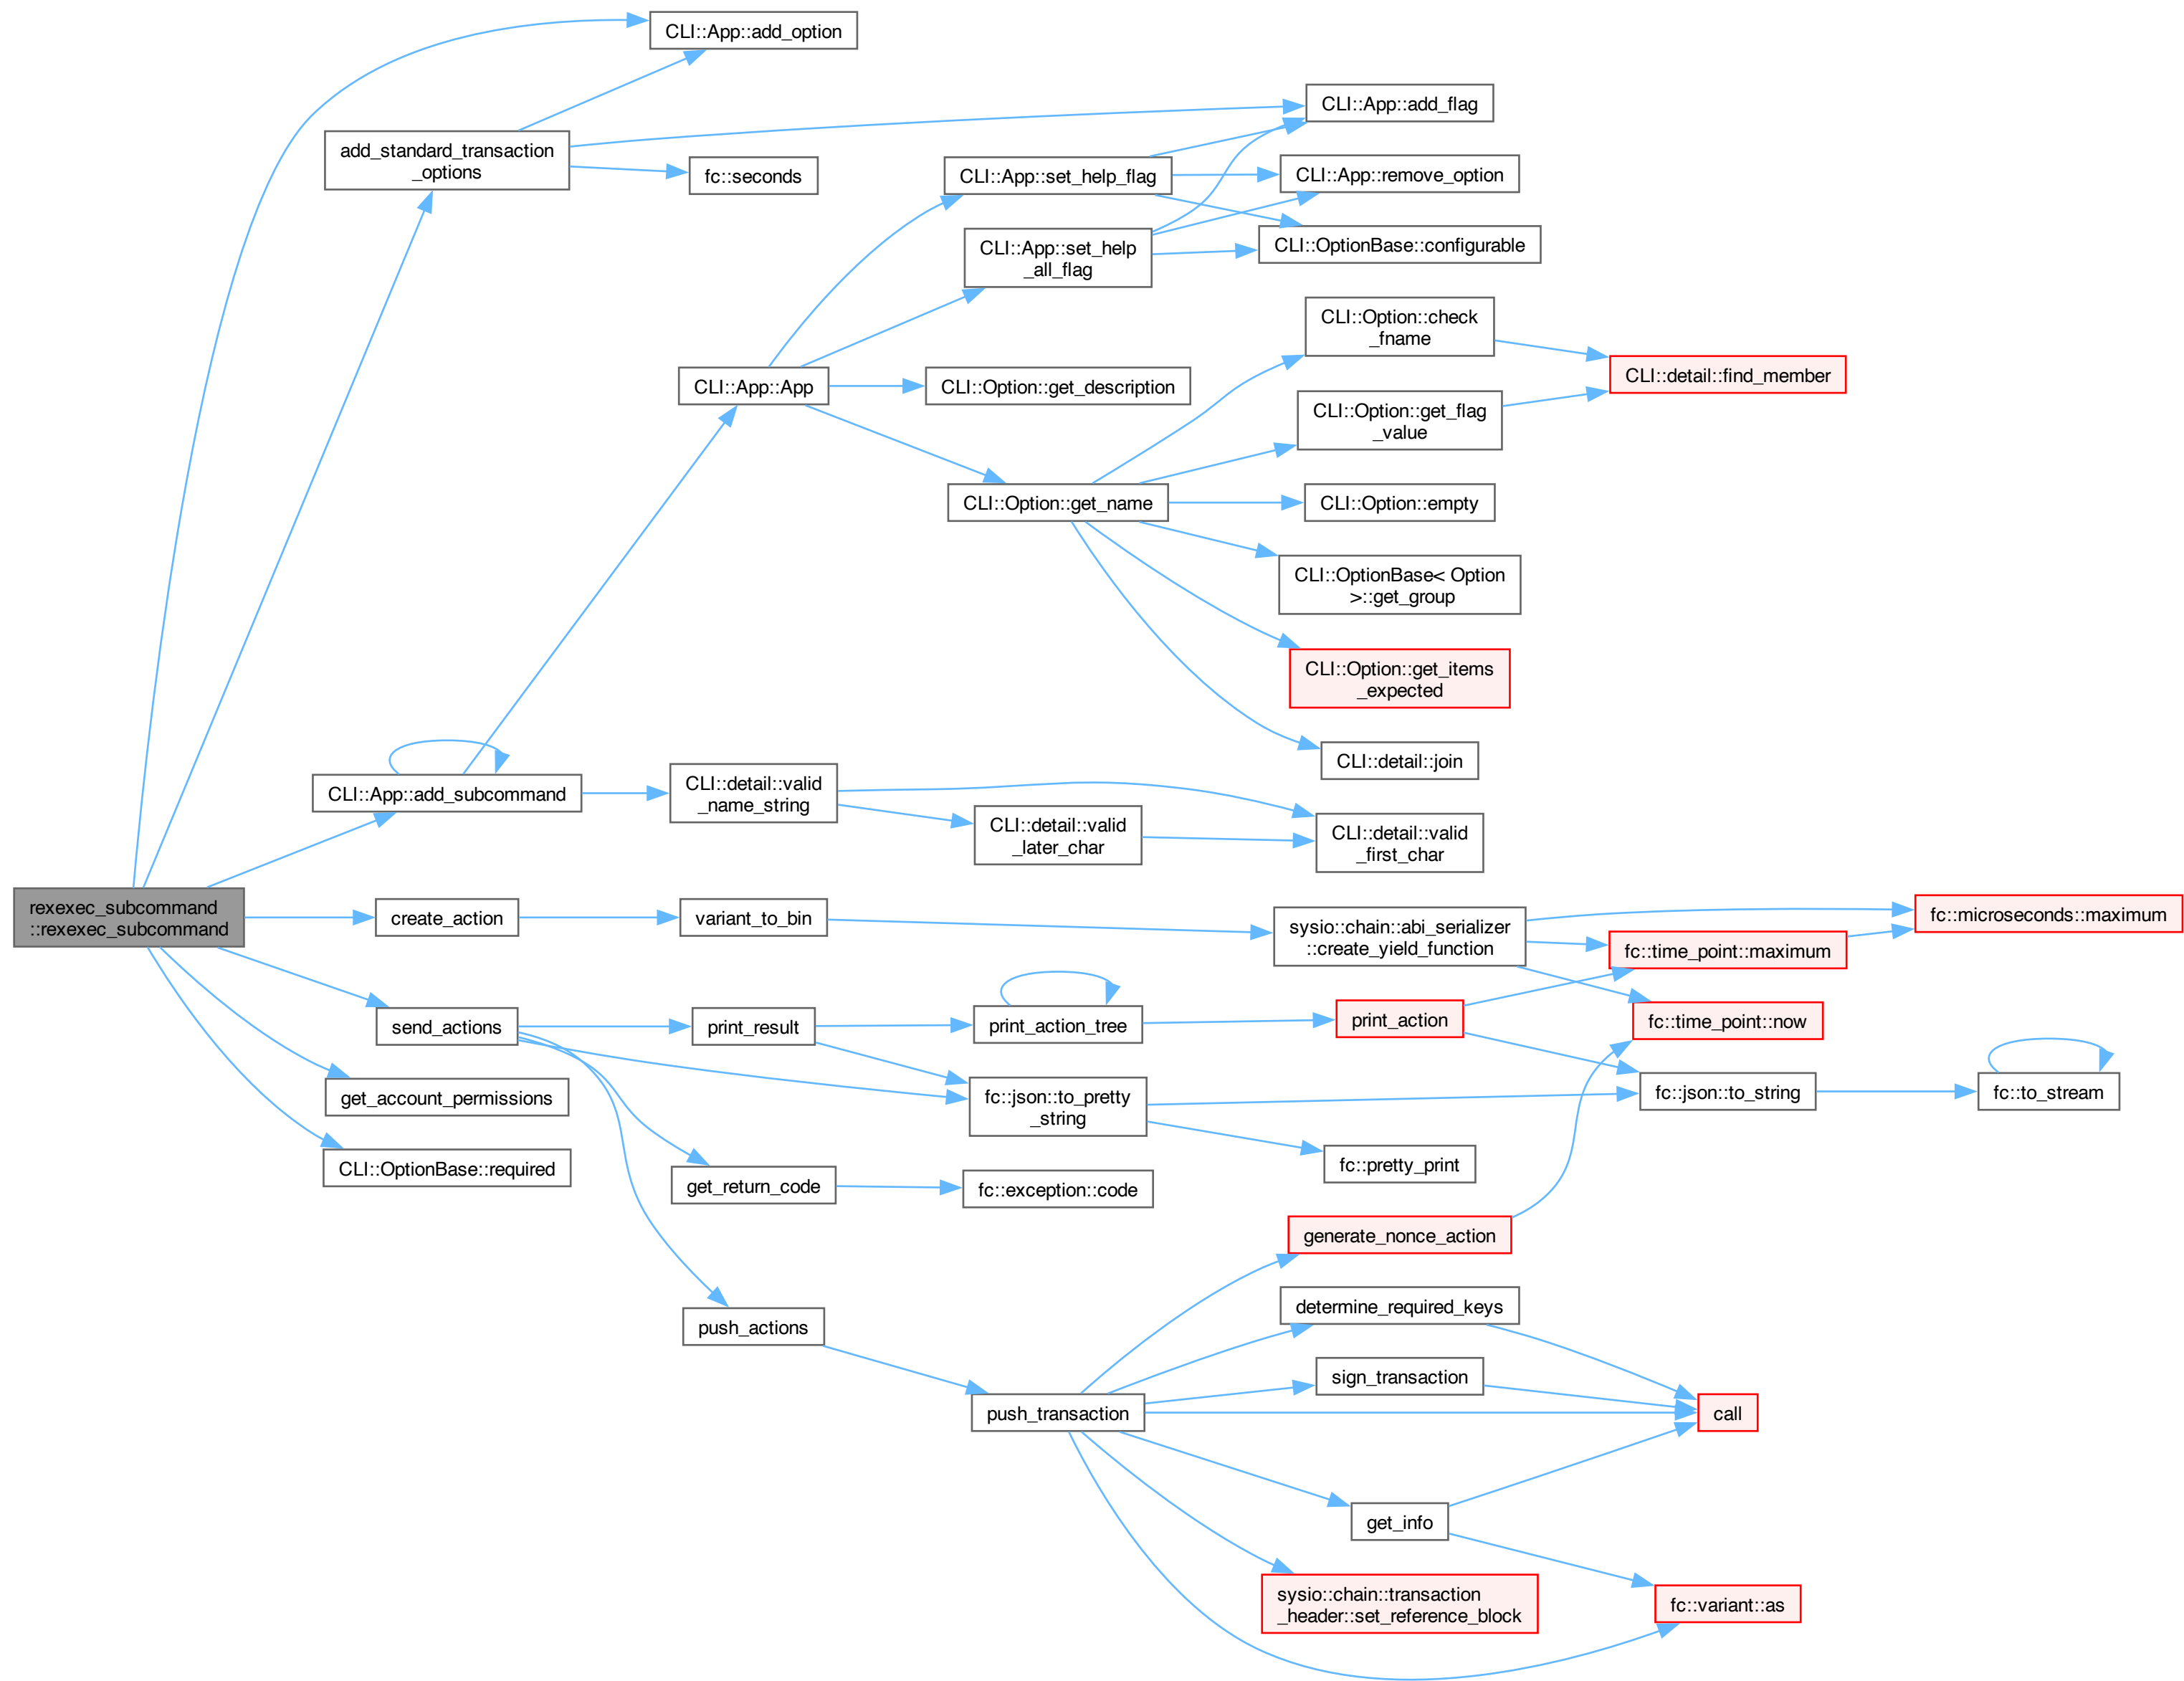 CLI::App::add_option
CLI::App::add_flag
add_standard_transaction
_options
fc::seconds
CLI::App::set_help_flag
CLI::App::remove_option
CLI::App::set_help
_all_flag
CLI::OptionBase::configurable
CLI::Option::check
_fname
CLI::App::App
CLI::Option::get_description
CLI::detail::find_member
CLI::Option::get_flag
_value
CLI::Option::get_name
CLI::Option::empty
CLI::OptionBase< Option
>::get_group
CLI::Option::get_items
_expected
CLI::detail::join
CLI::App::add_subcommand
CLI::detail::valid
_name_string
CLI::detail::valid
_later_char
CLI::detail::valid
_first_char
rexexec_subcommand
::rexexec_subcommand
create_action
variant_to_bin
sysio::chain::abi_serializer
::create_yield_function
fc::microseconds::maximum
fc::time_point::maximum
send_actions
print_result
print_action_tree
print_action
fc::time_point::now
get_account_permissions
fc::json::to_pretty
_string
fc::json::to_string
fc::to_stream
CLI::OptionBase::required
get_return_code
fc::exception::code
fc::pretty_print
generate_nonce_action
push_actions
determine_required_keys
sign_transaction
push_transaction
call
get_info
sysio::chain::transaction
_header::set_reference_block
fc::variant::as